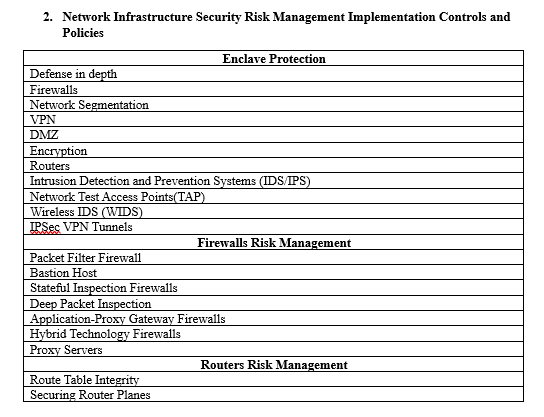 2. Network Infrastructure Security Risk Management Implementation Controls and
Policies
Enclave Protection
Defense in depth
Firewalls
Network Segmentation
VPN
DMZ
Encryption
Routers
Intrusion Detection and Prevention Systems (IDS/IPS)
Network Test Access Points(TAP)
Wireless IDS (WIDS)
IPSec VPN Tunnels
Firewalls Risk Management
Packet Filter Firewall
Bastion Host
Stateful Inspection Firewalls
Deep Packet Inspection
Application-Proxy Gateway Firewalls
Hybrid Technology Firewalls
Proxy Servers
Routers Risk Management
Route Table Integrity
Securing Router Planes